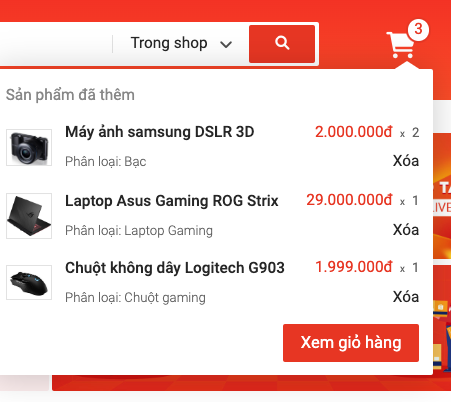 Trong shop
3
Sản phẩm đã thêm
Máy ảnh samsung DSLR 3D 2.000.000đ x 2
Phân loại: Bạc Xóa
Laptop Asus Gaming ROG Strix 29.000.000đ x 1
Phân loại: Laptop Gaming Xóa
Chuột không dây Logitech G903 1.999.000đ x 1
Phân loại: Chuột gaming Xóa
Xem giỏ hàng